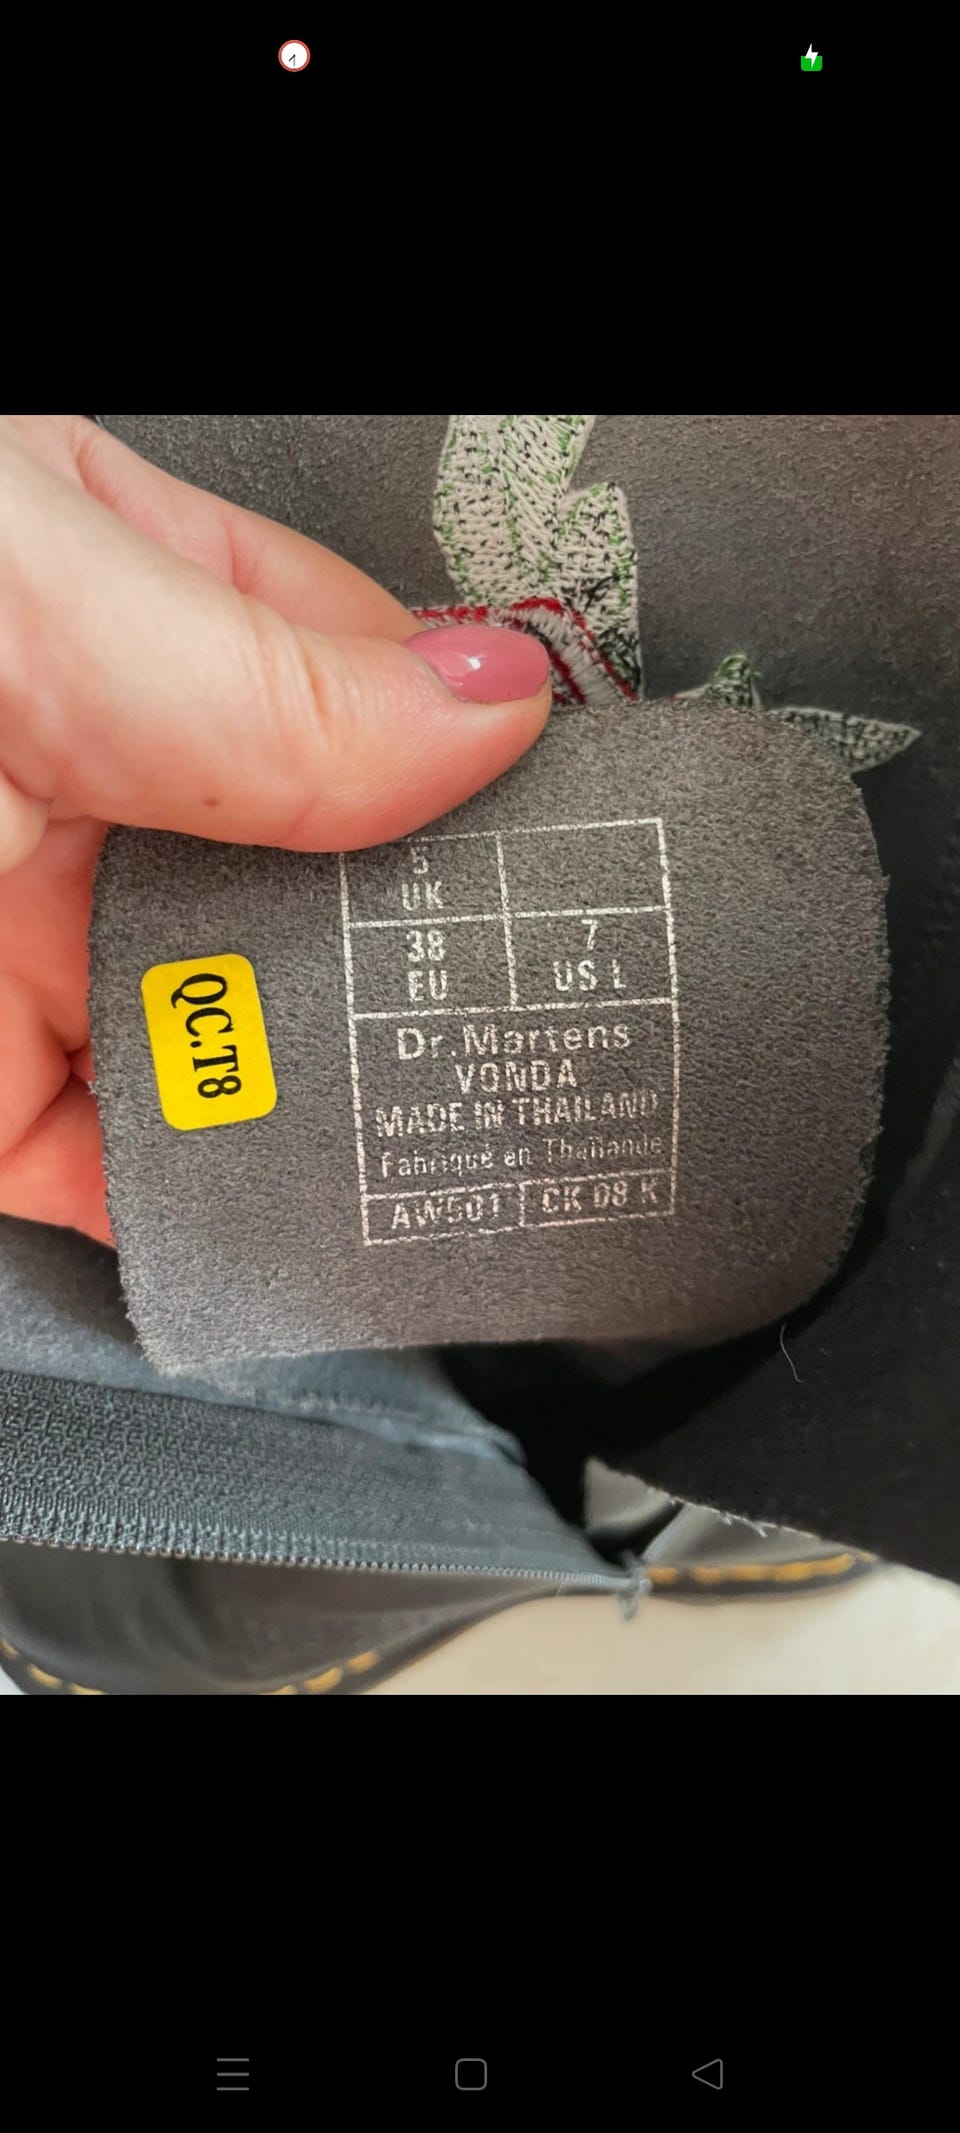 5
UK
38
EU
7
US L
Dr.Martens
VONDA
MADE IN THAILAND
Fabriqué en Thaïlande
AW501
CK 08 K
QC.T8